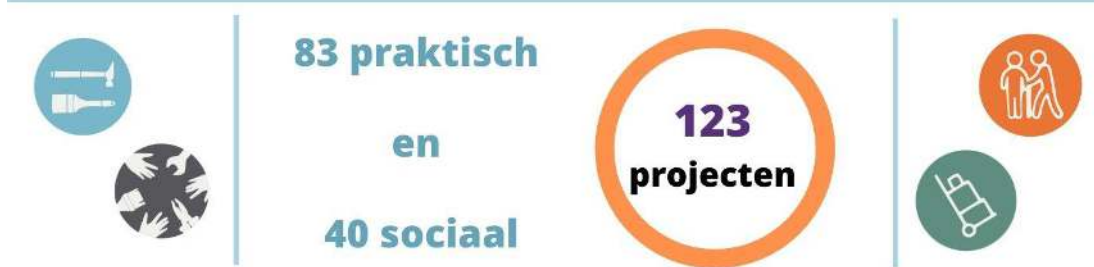 83 praktisch
en
40 sociaal
123
projecten